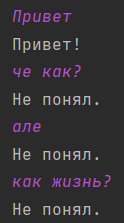 Привет
Привет!
че как?
Не понял.
але
Не понял.
как жизнь?
Не понял.